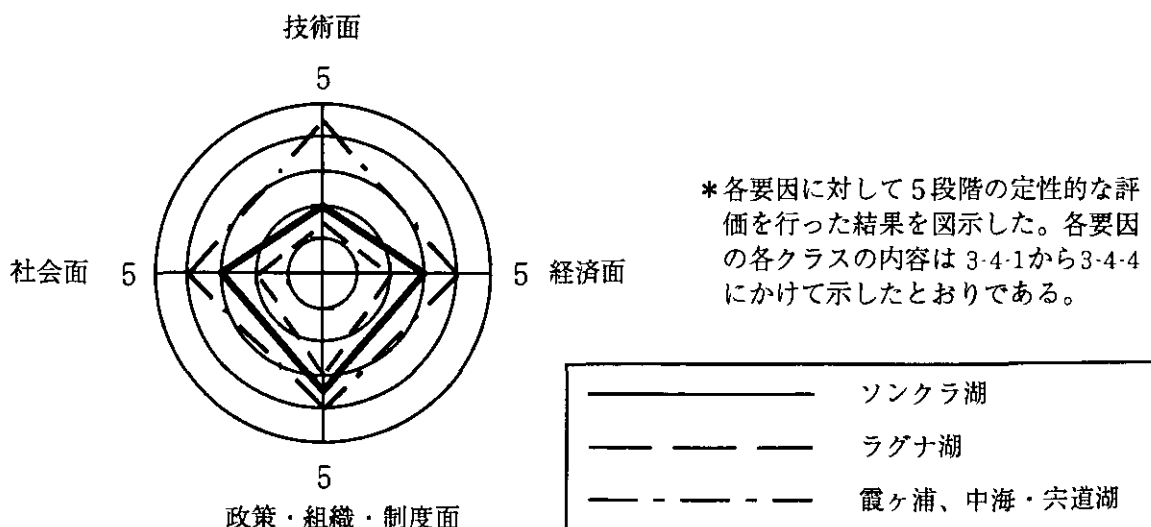 技術面
5
社会面 5 5 経済面
5
政策・組織・制度面
*各要因に対して5段階の定性的な評
価を行った結果を図示した。各要因
の各クラスの内容は 3-4-1から3-4-4
にかけて示したとおりである。
ソンクラ湖
ラグナ湖
霞ヶ浦、中海・宍道湖